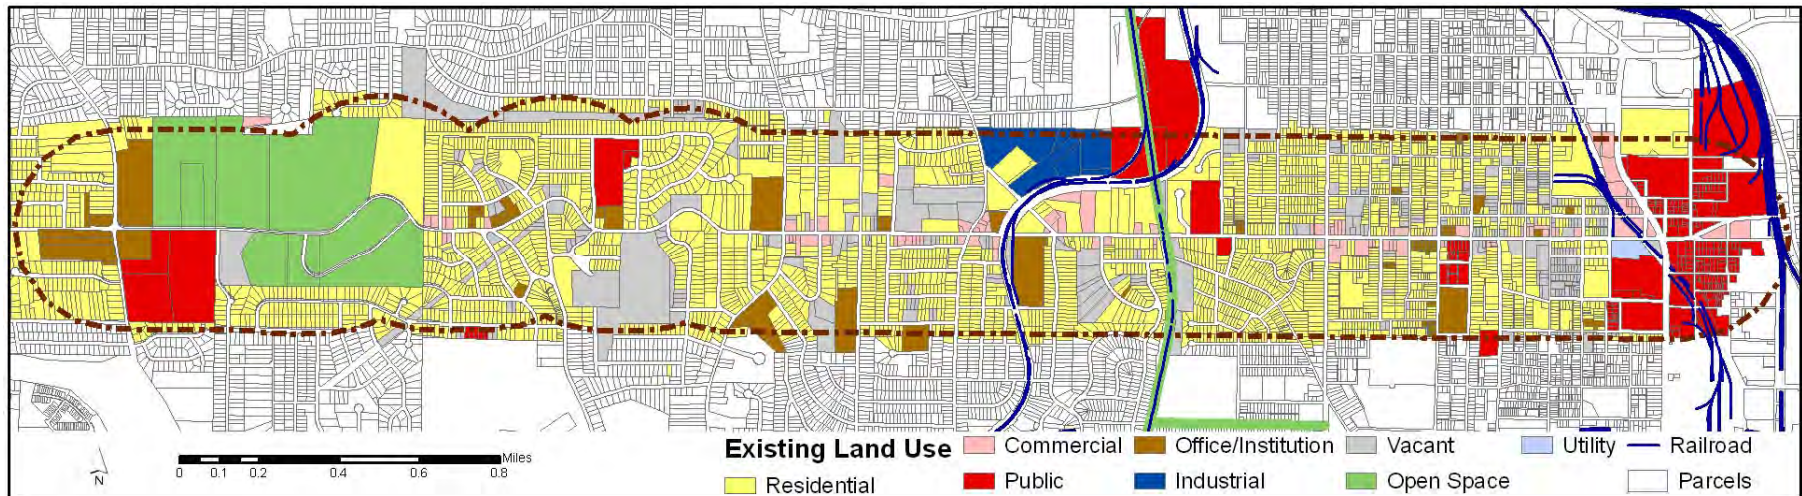 Existing Land Use
Commercial
Office/Institution
Vacant
Utility
Railroad
Residential
Public
Industrial
Open Space
Parcels
Miles
0 0.1 0.2 0.4 0.6 0.8
N